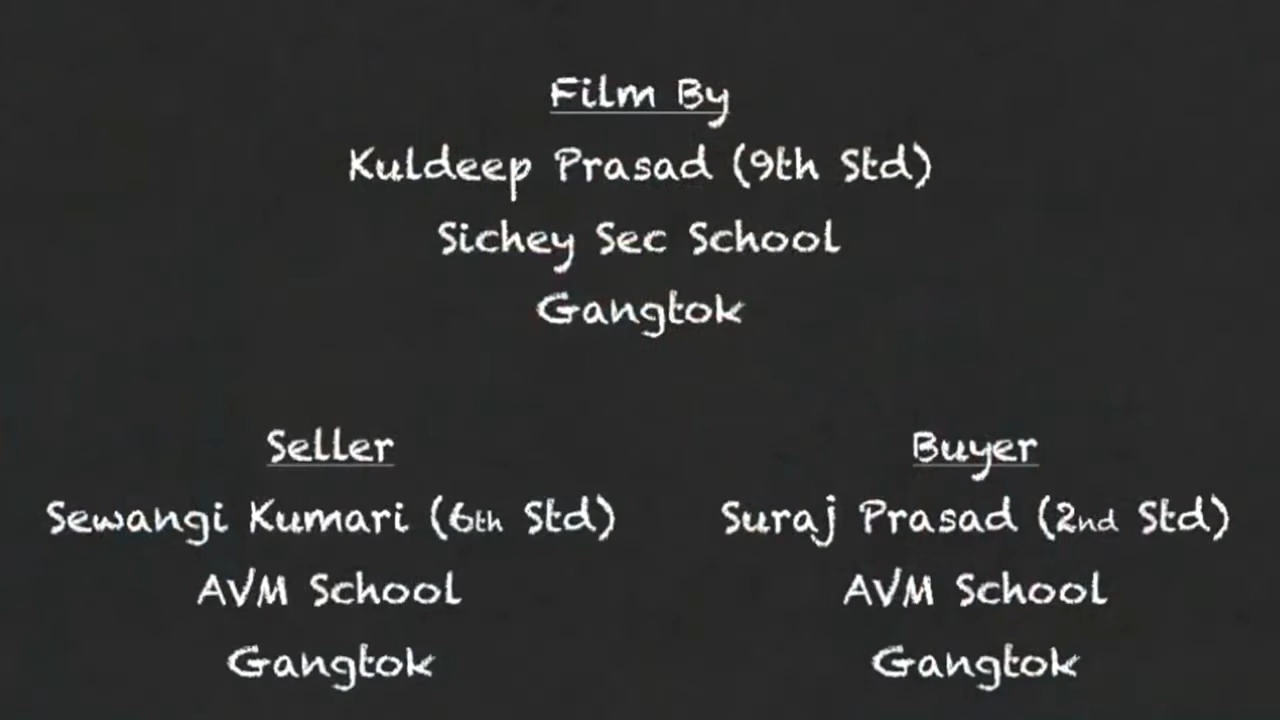 Film By
Kuldeep Prasad (9th Std)
Sichey Sec School
Gangtok
Seller
Sewangi Kumari (6th Std)
AVM School
Gangtok
Buyer
Suraj Prasad (2nd Std)
AVM School
Gangtok